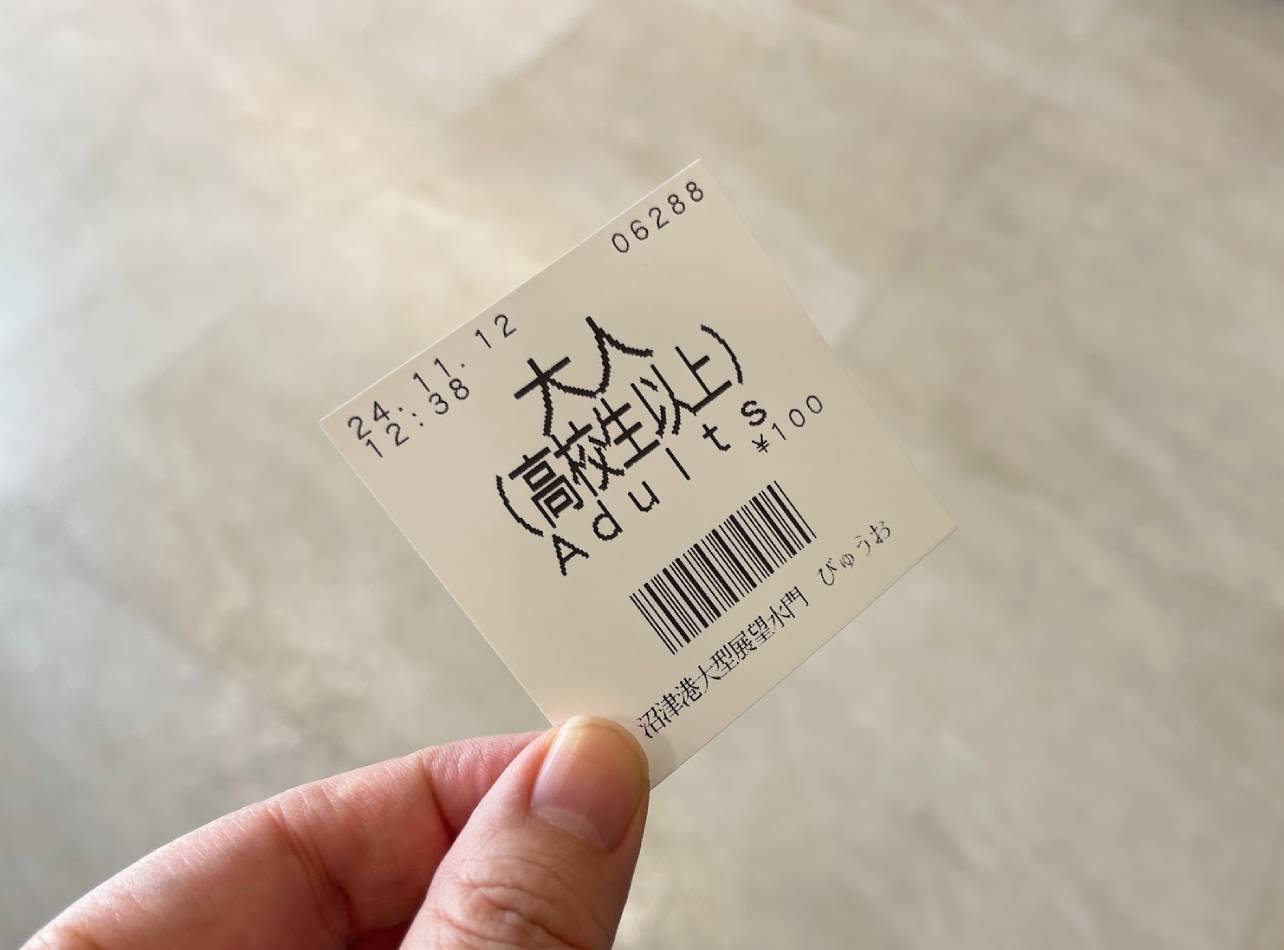 06288
24. 11. 12
12:38
大人
(高校生以上)
Adults
¥100
沼津港大型展望水門 びゅうお